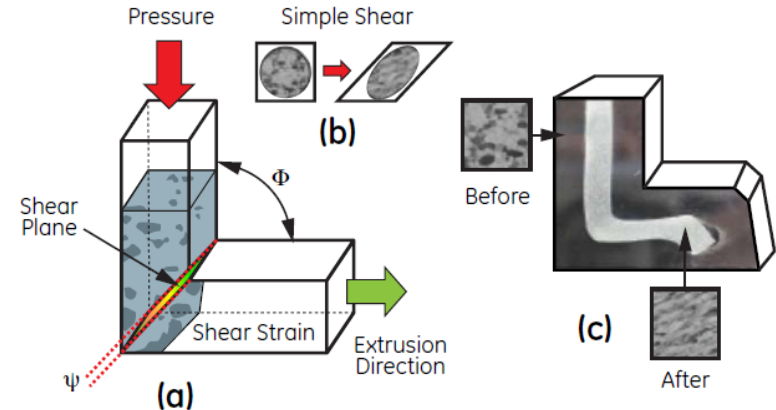 Pressure
Simple Shear
(b)
Φ
Shear
Plane
Shear Strain
Extrusion
Direction
ψ
(a)
Before
(c)
After